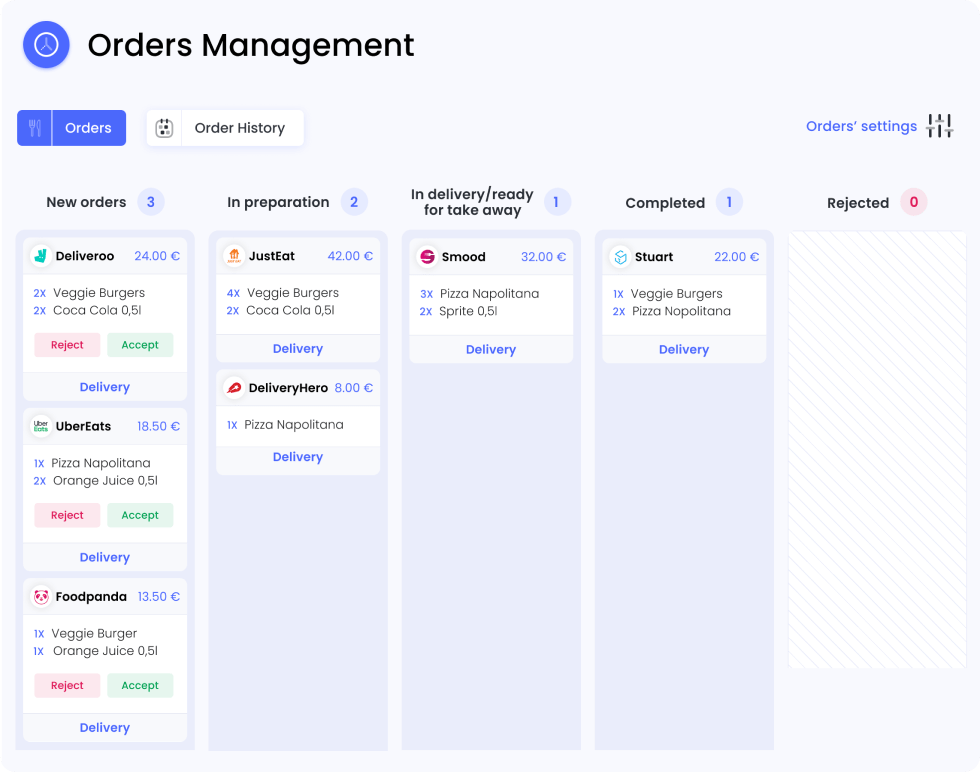 Orders Management
Orders
Order History
Orders’ settings
New orders 3
Deliveroo 24.00 €
2X Veggie Burgers
2X Coca Cola 0,5l
Reject Accept
Delivery
Uber Eats UberEats 18.50 €
1X Pizza Napolitana
2X Orange Juice 0,5l
Reject Accept
Delivery
Foodpanda 13.50 €
1X Veggie Burger
1X Orange Juice 0,5l
Reject Accept
Delivery
In preparation 2
JustEat 42.00 €
4X Veggie Burgers
2X Coca Cola 0,5l
Delivery
DeliveryHero 8.00 €
1X Pizza Napolitana
Delivery
In delivery/ready
for take away 1
Smood 32.00 €
3X Pizza Napolitana
2X Sprite 0,5l
Delivery
Completed 1
Stuart 22.00 €
1X Veggie Burgers
2X Pizza Nopolitana
Delivery
Rejected 0